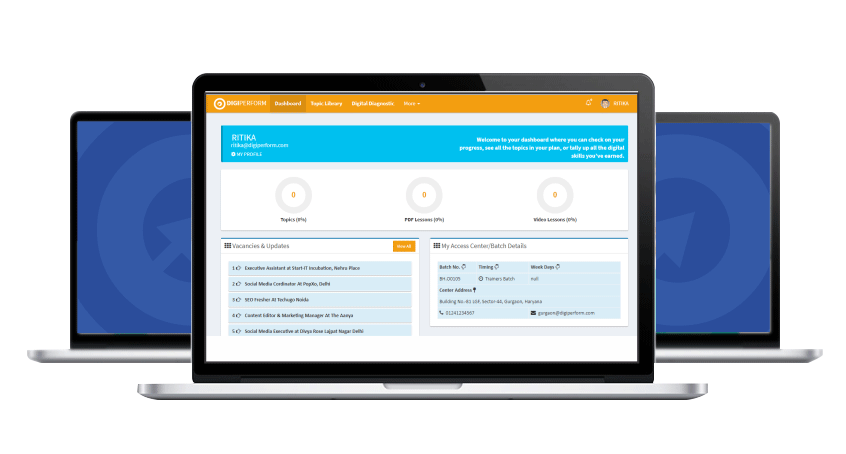 DIGIPERFORM Dashboard Topic Library Digital Diagnostic More RITIKA
RITIKA
ritika@digiperform.com
MY PROFILE
Welcome to your dashboard where you can check on your
progress, see all the topics in your plan, or tally up all the digital
skills you've earned.
0 0 0
Topics (0%) PDF Lessons (0%) Video Lessons (0%)
Vacancies & Updates View All
1 Executive Assistant at Start-IT Incubation, Nehru Place
2 Social Media Cordinator At PopXo, Delhi
3 SEO Fresher At Techugo Noida
4 Content Editor & Marketing Manager At The Aanya
5 Social Media Executive at Divya Rose Lajpat Nagar Delhi
My Access Center/Batch Details
Batch No. Timing Week Days
Trainers Batch null
Center Address
Sector-44, Gurgaon, Haryana
01241234567 gurgaon@digiperform.com